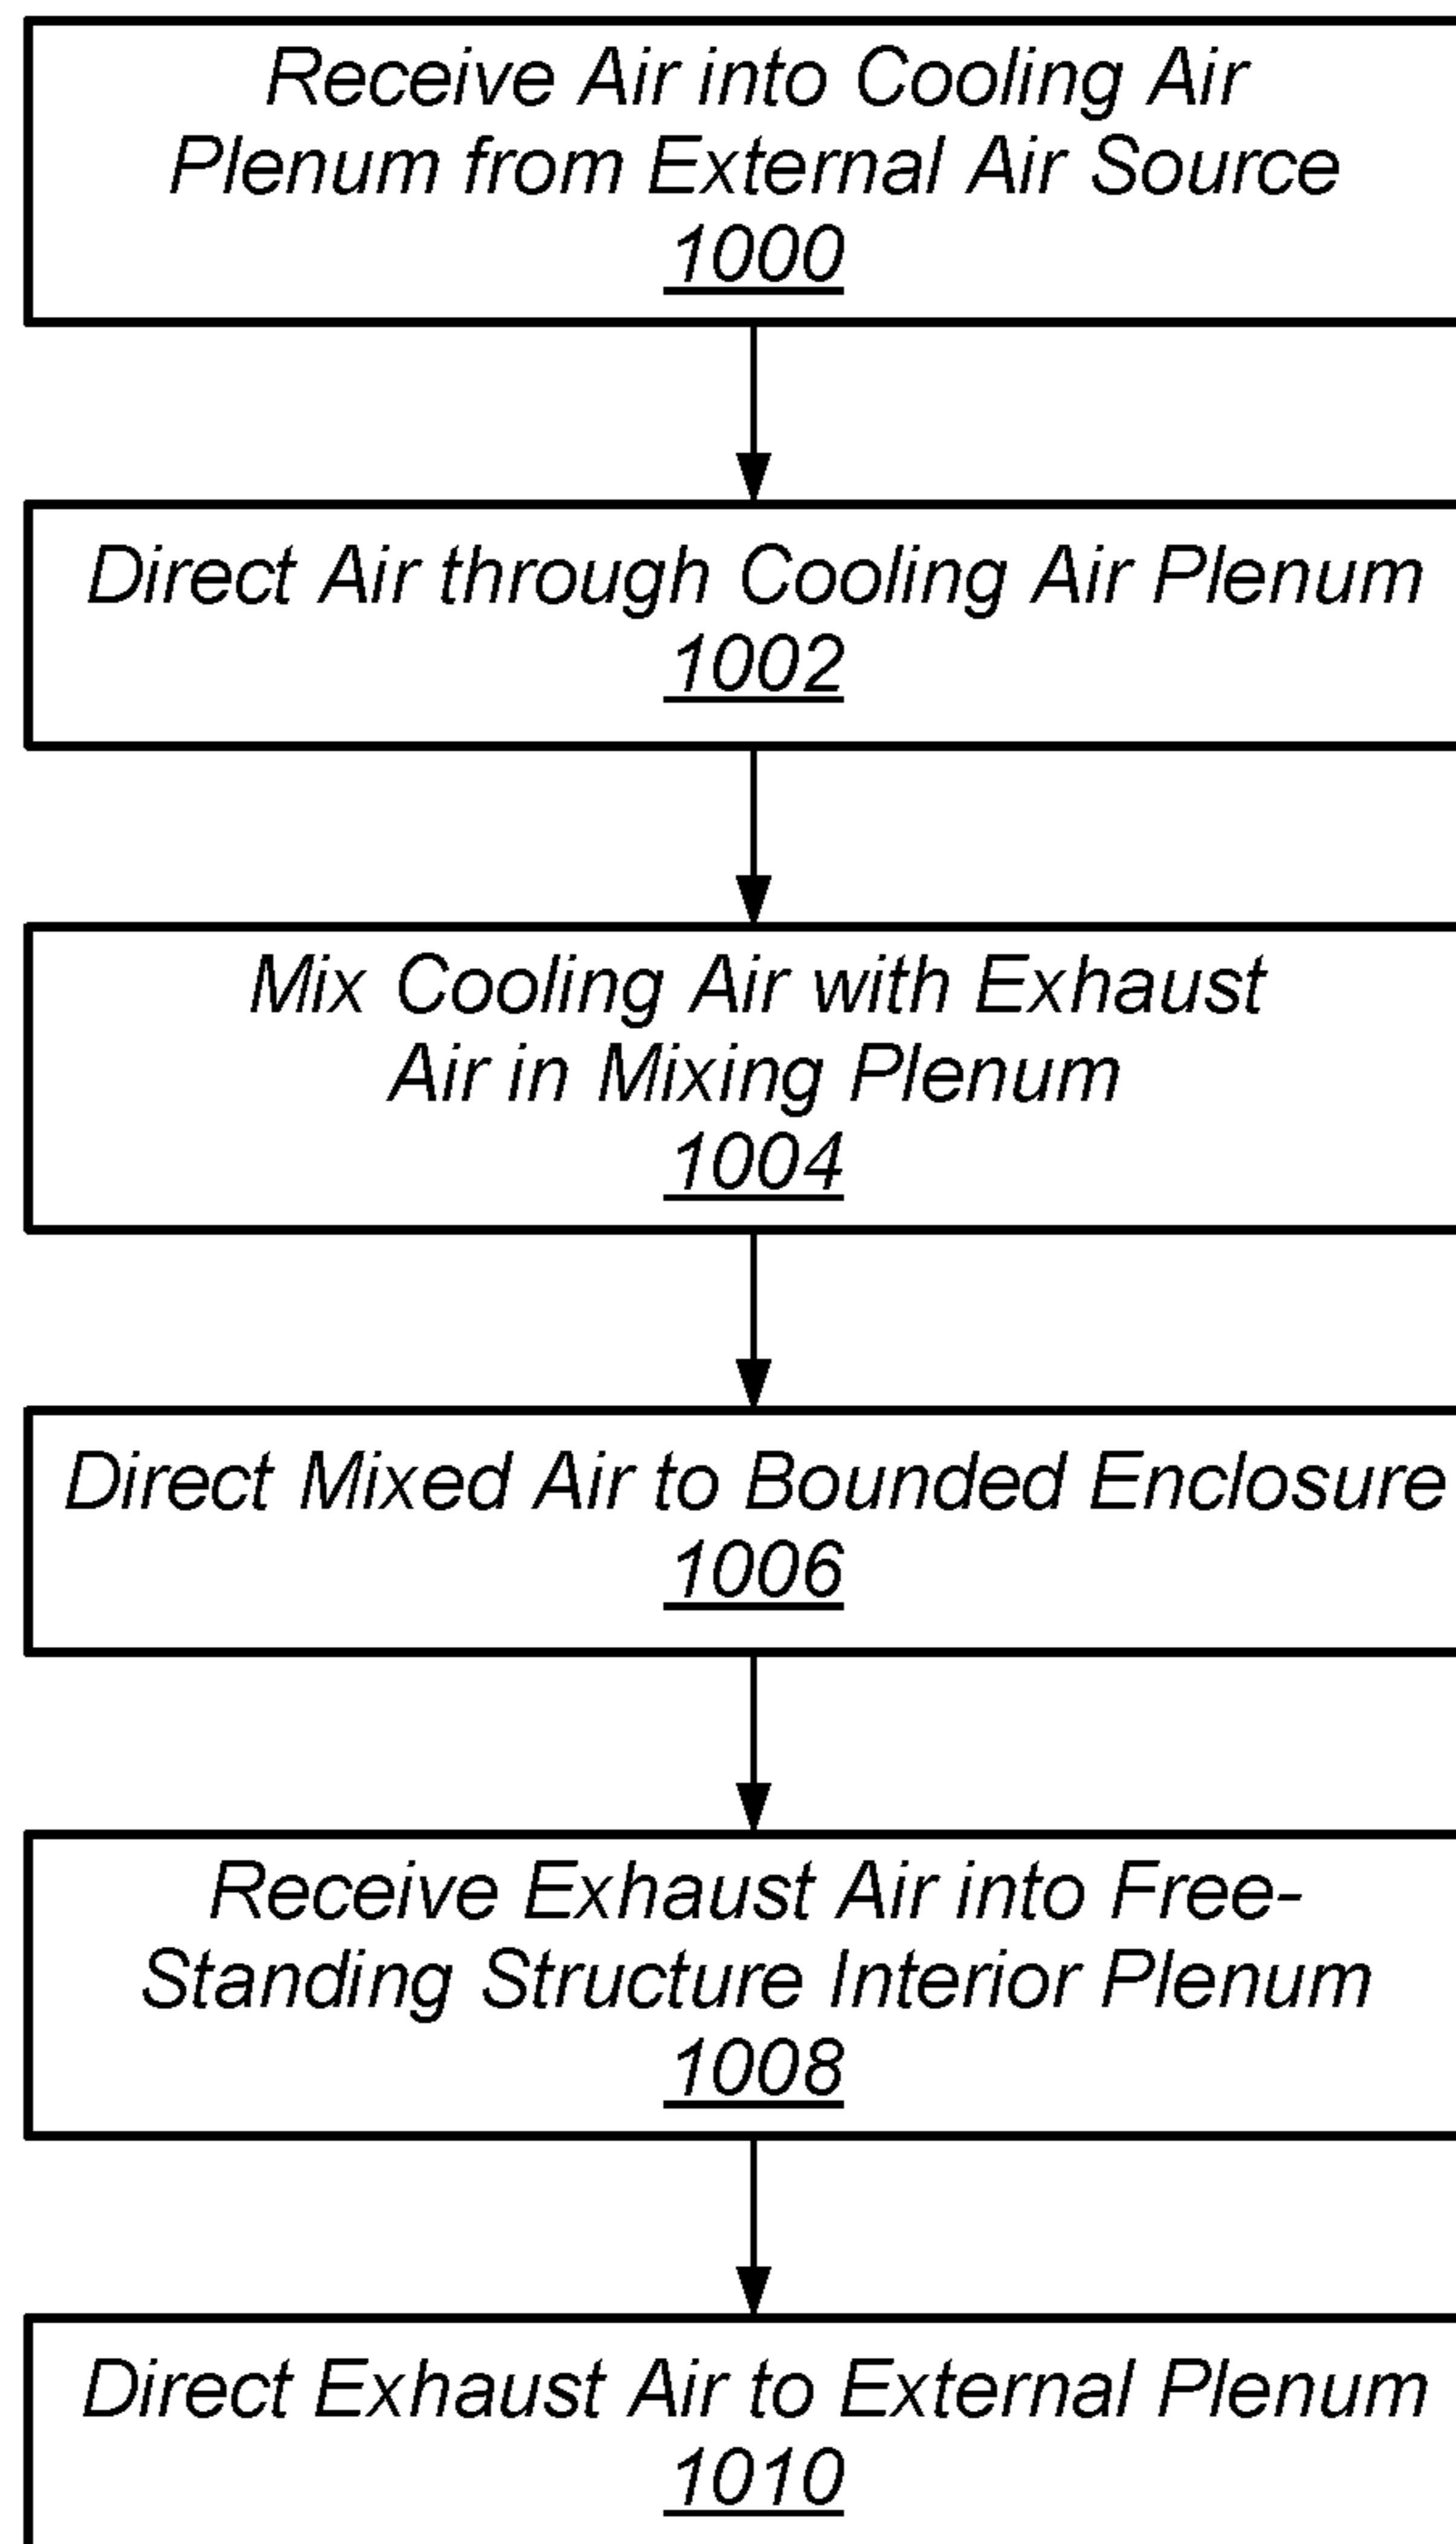 Receive Air into Cooling Air
Plenum from External Air Source
1000
Direct Air through Cooling Air Plenum
1002
Mix Cooling Air with Exhaust
Air in Mixing Plenum
1004
Direct Mixed Air to Bounded Enclosure
1006
Receive Exhaust Air into Free-
Standing Structure Interior Plenum
1008
Direct Exhaust Air to External Plenum
1010